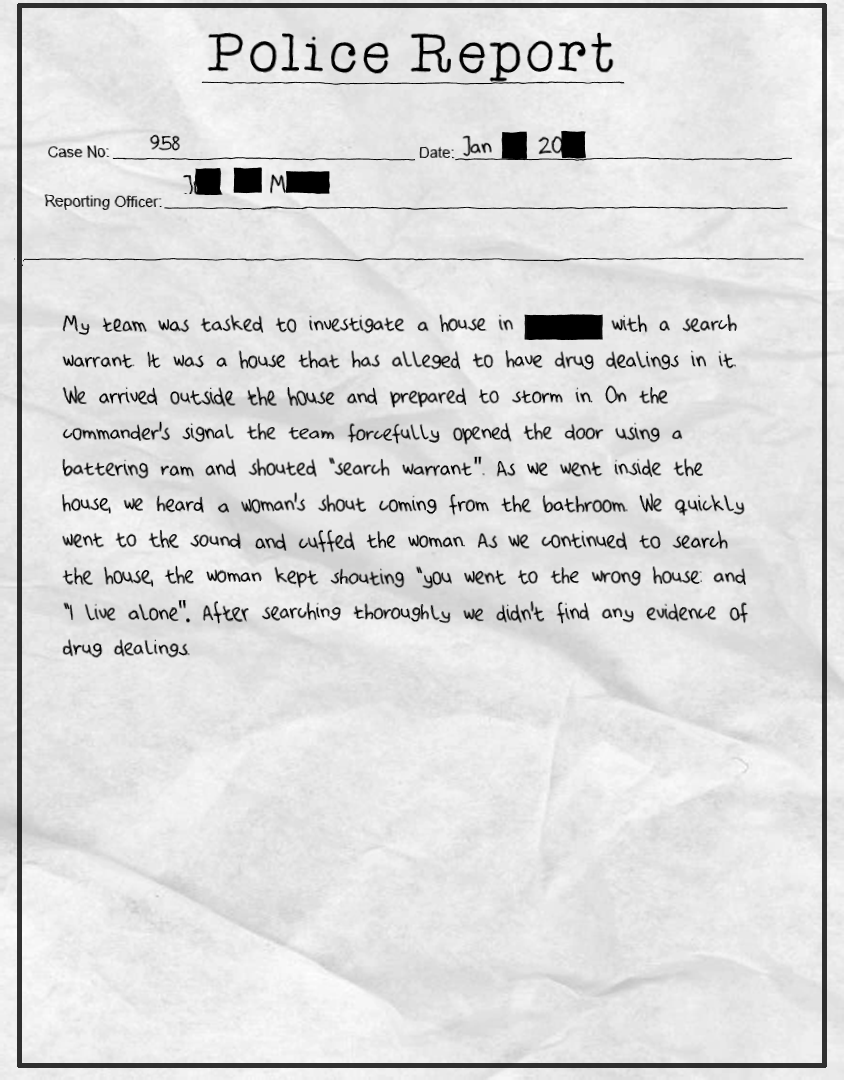 Police Report
Case No: 958 Date: Jan 20
M
Reporting Officer:
My team was tasked to investigate a house in with a search
warrant. It was a house that has alleged to have drug dealings in it.
We arrived outside the house and prepared to storm in. On the
commander's signal the team forcefully opened the door using a
battering ram and shouted "search warrant". As we went inside the
house, we heard a woman's shout coming from the bathroom. We quickly
went to the sound and cuffed the woman. As we continued to search
the house, the woman kept shouting "you went to the wrong house: and
"I live alone". After searching thoroughly we didn't find any evidence of
drug dealings.